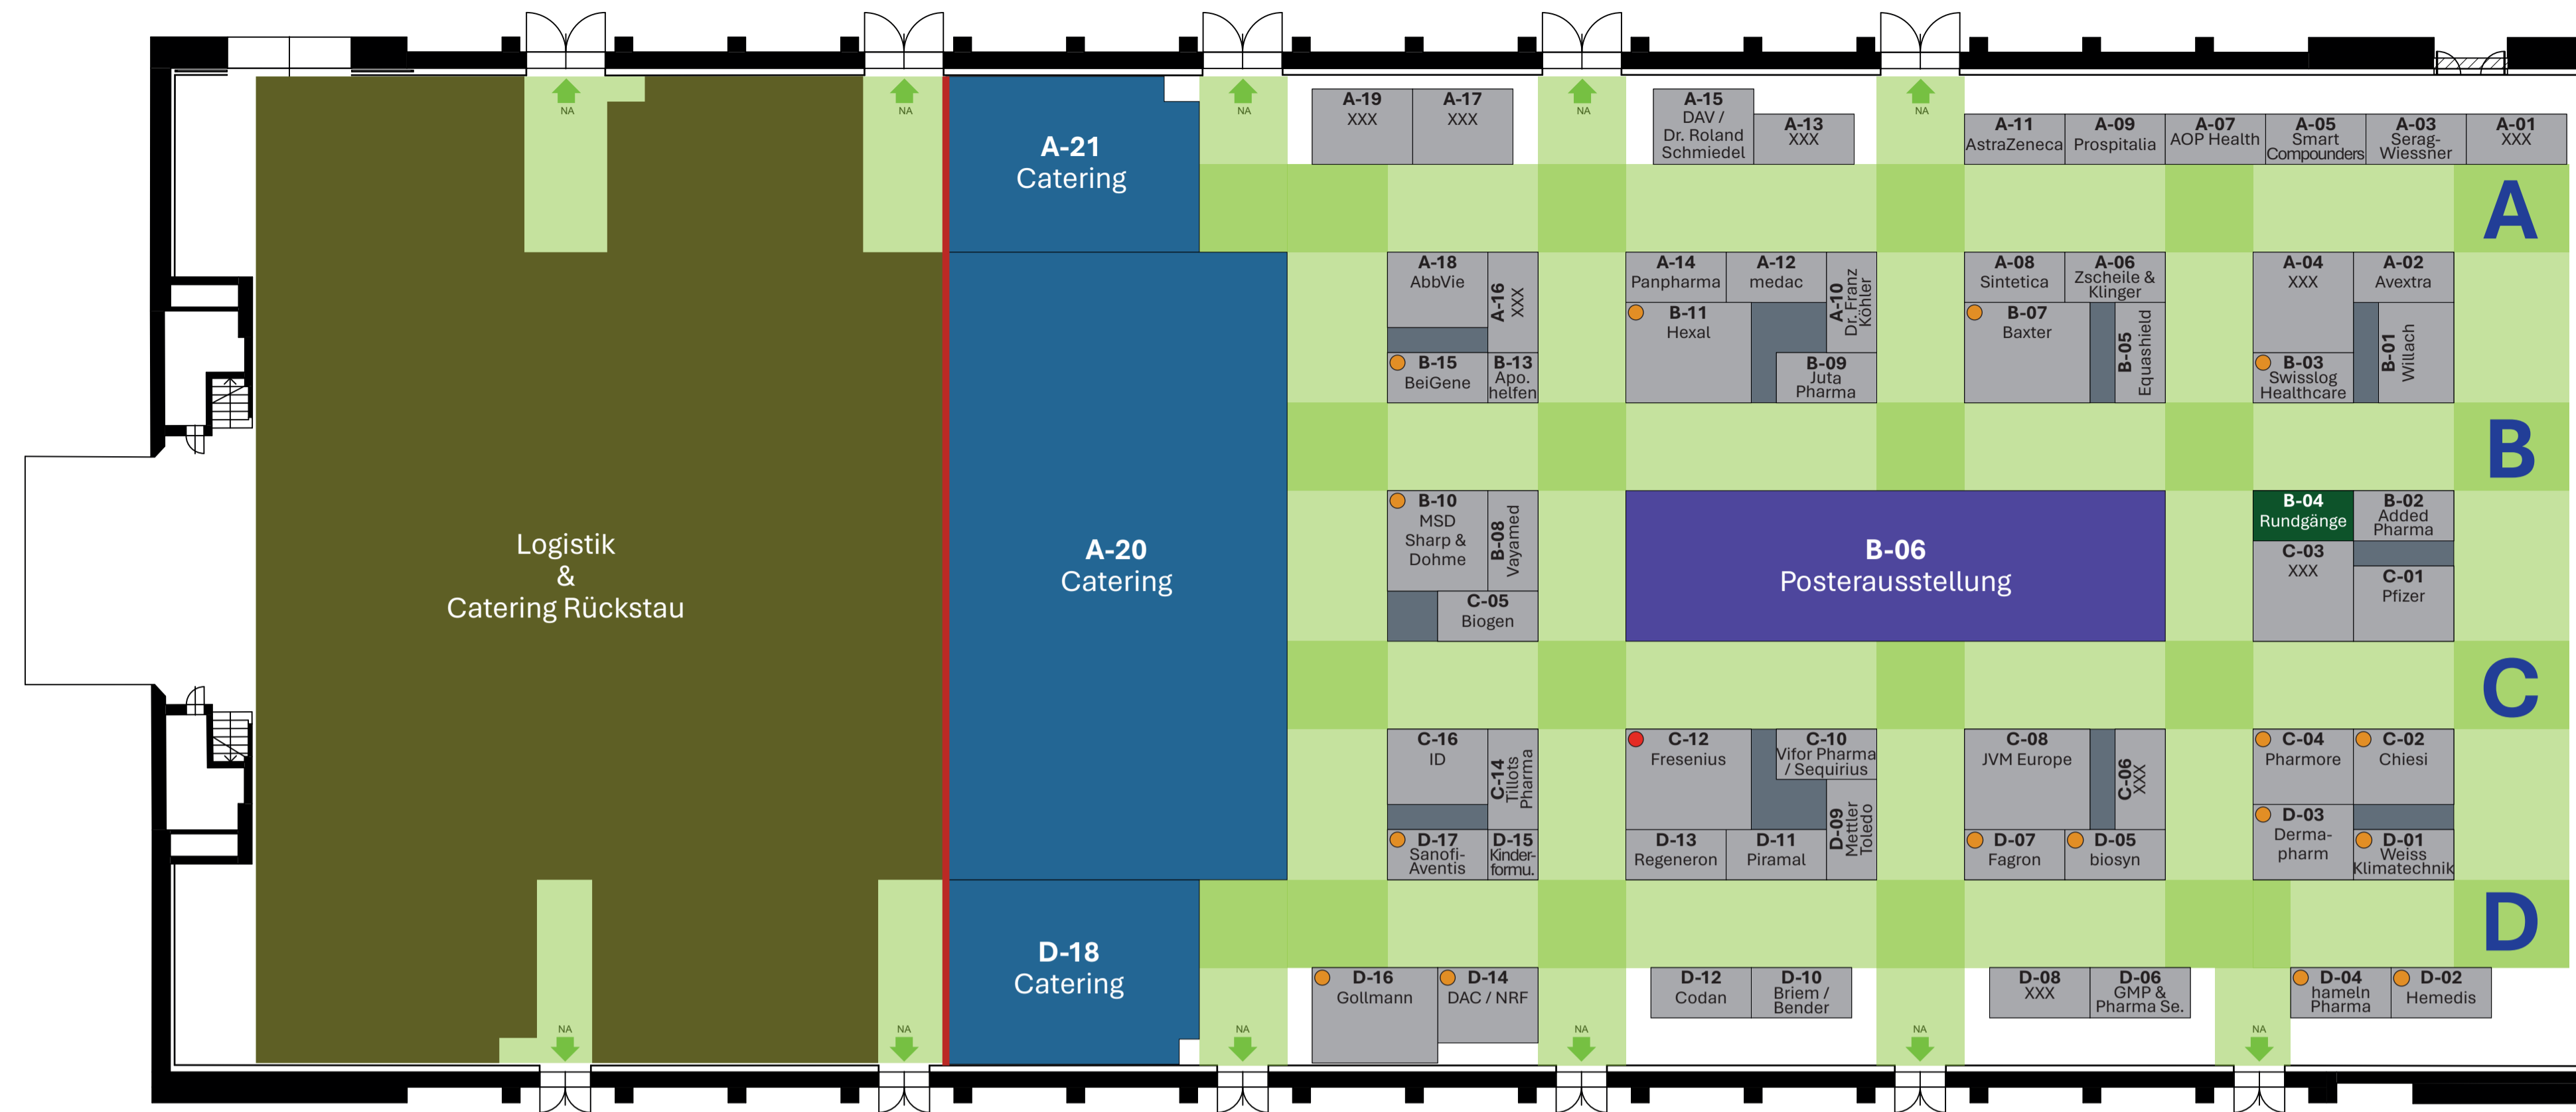 NA
NA
NA
NA
NA
A-21
Catering
A-19
XXX
A-17
XXX
A-15
DAV /
Dr. Roland
Schmiedel
A-13
XXX
A-11
AstraZeneca
A-09
Prospitalia
A-07
AOP Health
A-05
Smart
Compounders
A-03
Serag-
Wiessner
A-01
XXX
A
A-18
AbbVie
A-16
XXX
A-14
Panpharma
A-12
medac
A-10
Dr. Franz
Köhler
A-08
Sintetica
A-06
Zscheile &
Klinger
A-04
XXX
A-02
Avextra
B-15
BeiGene
B-13
Apo.
helfen
B-11
Hexal
B-09
Juta
Pharma
B-07
Baxter
B-05
Equashield
B-03
Swisslog
Healthcare
B-01
Willach
B
Logistik
&
Catering Rückstau
A-20
Catering
B-10
MSD
Sharp &
Dohme
B-08
Vayamed
C-05
Biogen
B-06
Posterausstellung
B-04
Rundgänge
B-02
Added
Pharma
C-03
XXX
C-01
Pfizer
C
C-16
ID
C-14
Tillots
Pharma
C-12
Fresenius
C-10
Vifor Pharma
/ Sequirius
C-08
JVM Europe
C-06
XXX
C-04
Pharmore
C-02
Chiesi
D-17
Sanofi-
Aventis
D-15
Kinder-
formu.
D-13
Regeneron
D-11
Piramal
D-09
Mettler
Toledo
D-07
Fagron
D-05
biosyn
D-03
Derma-
pharm
D-01
Weiss
Klimatechnik
D
D-18
Catering
D-16
Gollmann
D-14
DAC / NRF
D-12
Codan
D-10
Briem /
Bender
D-08
XXX
D-06
GMP &
Pharma Se.
D-04
hameln
Pharma
D-02
Hemedis
NA
NA
NA
NA
NA
NA